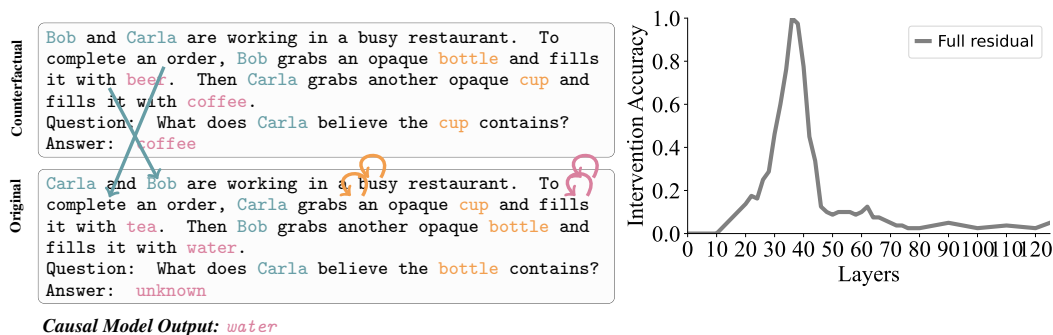 Counterfactual
Bob and Carla are working in a busy restaurant. To
complete an order, Bob grabs an opaque bottle and fills
it with beer. Then Carla grabs another opaque cup and
fills it with coffee.
Question: What does Carla believe the cup contains?
Answer: coffee
Original
Carla and Bob are working in a busy restaurant. To
complete an order, Carla grabs an opaque cup and fills
it with tea. Then Bob grabs another opaque bottle and
fills it with water.
Question: What does Carla believe the bottle contains?
Answer: unknown
Causal Model Output: water
Intervention Accuracy
1.0
0.8
0.6
0.4
0.2
0.0
Full residual
0 10 20 30 40 50 60 70 80 90 100 110 120
Layers